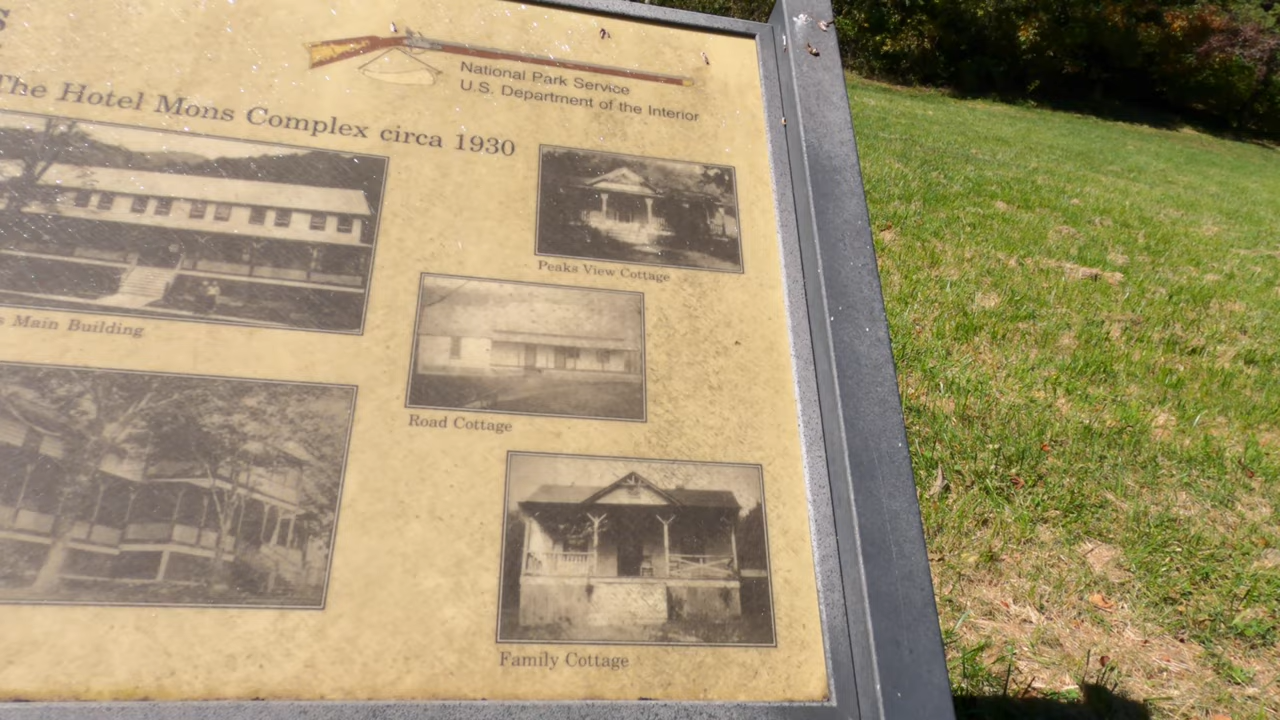 National Park Service
U.S. Department of the Interior
The Hotel Mons Complex circa 1930
Peaks View Cottage
Main Building
Road Cottage
Family Cottage